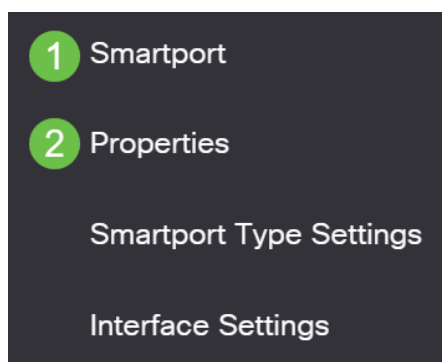 1 Smartport
2 Properties
Smartport Type Settings
Interface Settings